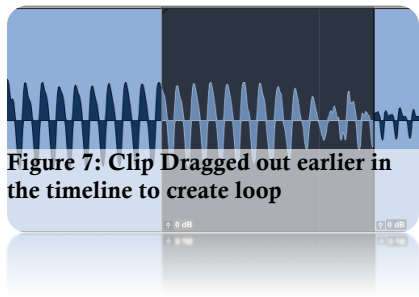 Figure 7: Clip Dragged out earlier in
the timeline to create loop
0 dB
0 dB